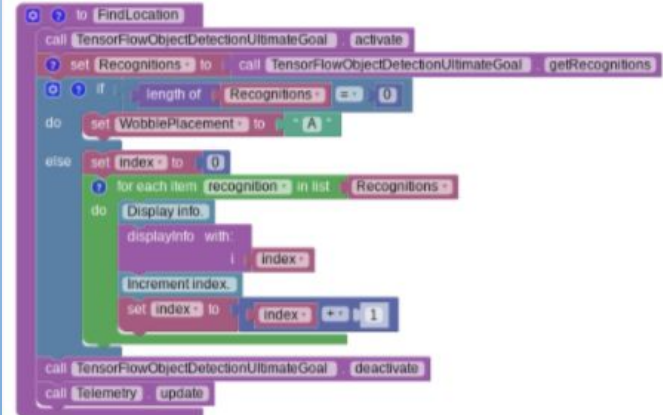 to FindLocation
call TensorFlowObjectDetectionUltimateGoal . activate
set Recognitions to call TensorFlowObjectDetectionUltimateGoal . getRecognitions
if length of Recognitions = 0
do set WobblePlacement to " A "
else set index to 0
for each item recognition in list Recognitions
do Display info.
displayInfo with:
i index
Increment index.
set index to index + 1
call TensorFlowObjectDetectionUltimateGoal . deactivate
call Telemetry . update